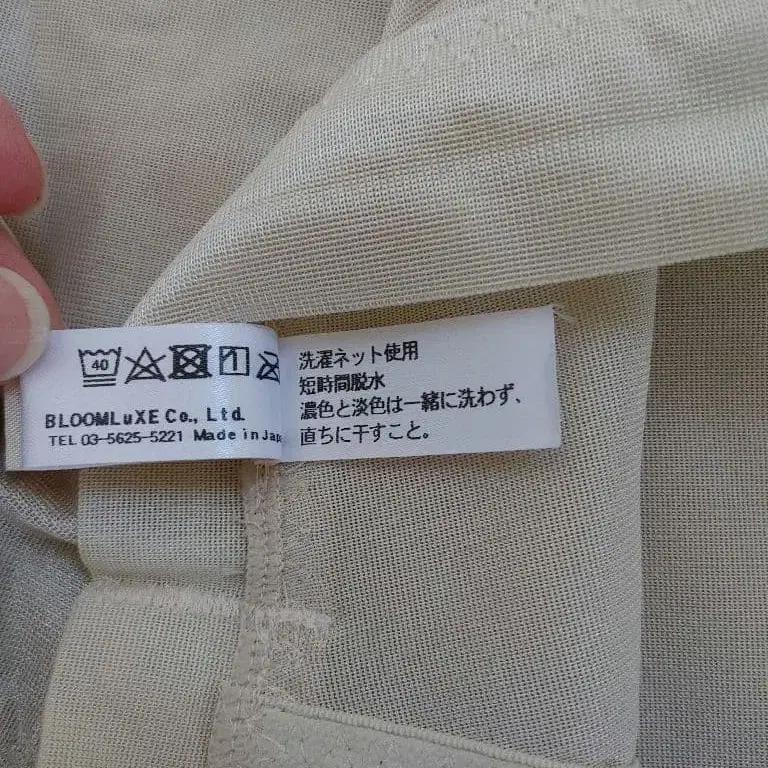 40
BLOOMLuXE Co., Ltd.
TEL 03-5625-5221 Made in Jap
洗濯ネット使用
短時間脱水
濃色と淡色は一緒に洗わず、
直ちに干すこと。